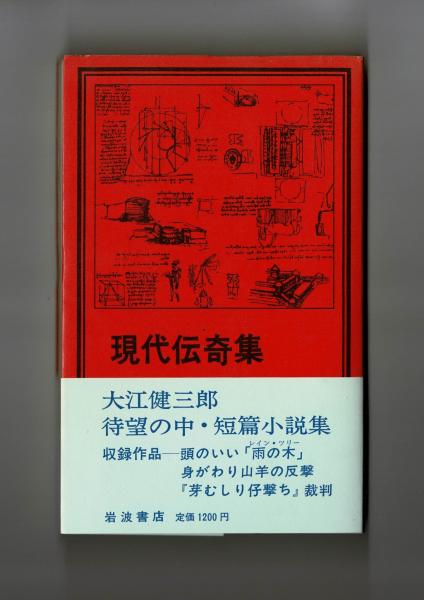 現代伝奇集
大江健三郎
待望の中・短篇小説集
レイン・ツリー
収録作品―頭のいい「雨の木」
身がわり山羊の反撃
『芽むしり仔撃ち』裁判
岩波書店 定価1200円